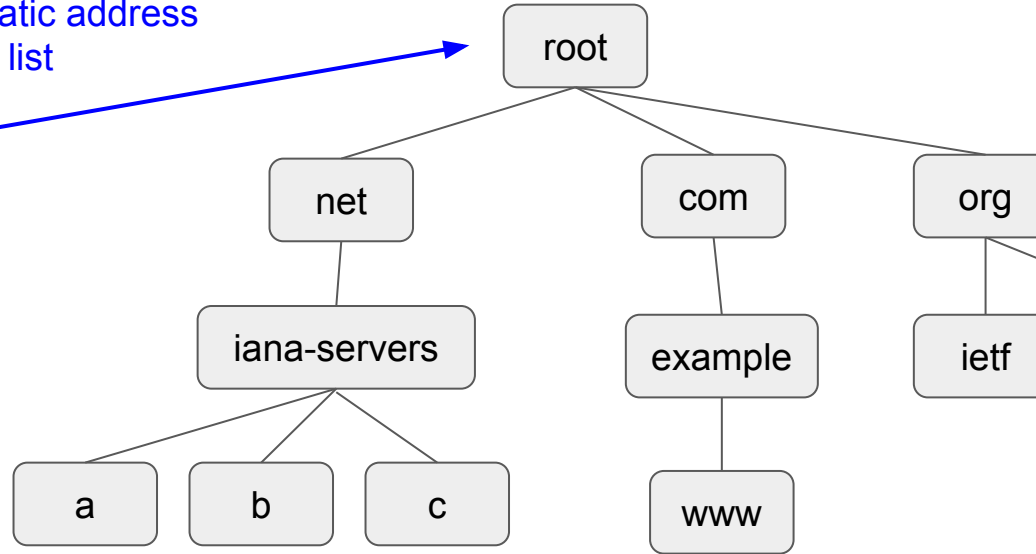 atic address
list
root
net
com
org
iana-servers
example
ietf
a
b
c
www